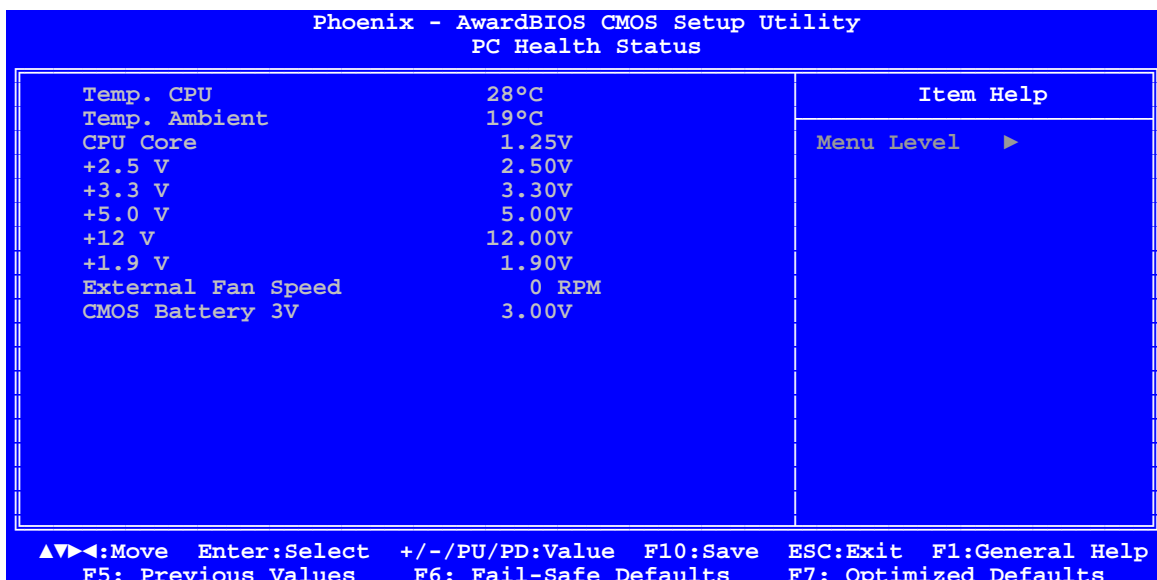 Phoenix - AwardBIOS CMOS Setup Utility
PC Health Status
Temp. CPU 28°C
Temp. Ambient 19°C
CPU Core 1.25V
+2.5 V 2.50V
+3.3 V 3.30V
+5.0 V 5.00V
+12 V 12.00V
+1.9 V 1.90V
External Fan Speed 0 RPM
CMOS Battery 3V 3.00V
Item Help
Menu Level ►
▲▼►◄:Move Enter:Select +/-/PU/PD:Value F10:Save ESC:Exit F1:General Help
F5: Previous Values F6: Fail-Safe Defaults F7: Optimized Defaults